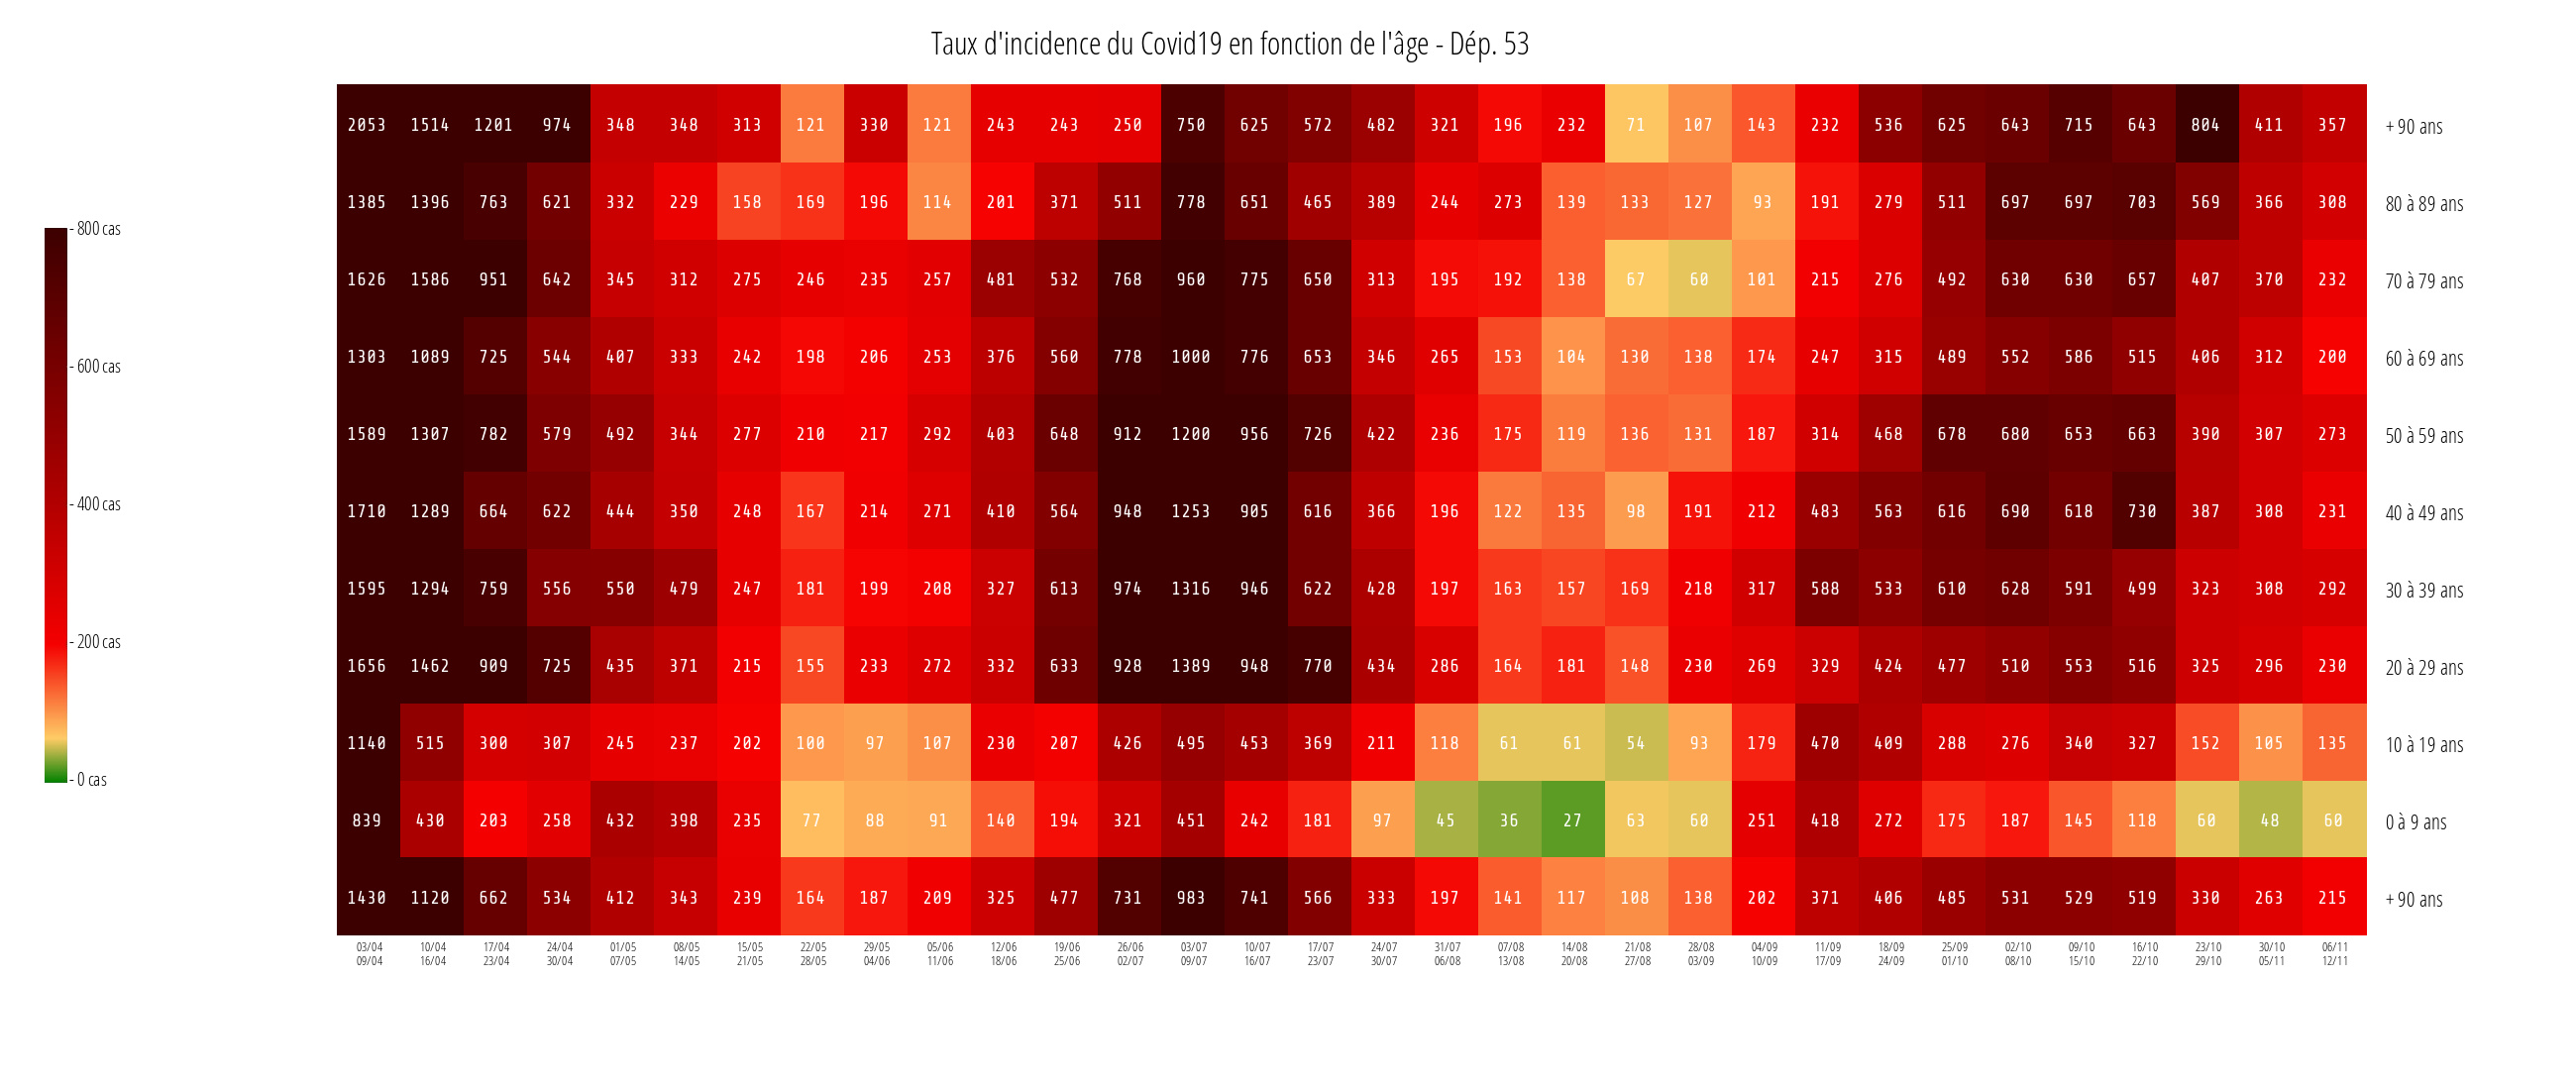 Taux d'incidence du Covid19 en fonction de l'âge - Dép. 53
- 800 cas
- 600 cas
- 400 cas
- 200 cas
- 0 cas
2053 1514 1201 974 348 348 313 121 330 121 243 243 250 750 625 572 482 321 196 232 71 107 143 232 536 625 643 715 643 804 411 357 + 90 ans
1385 1396 763 621 332 229 158 169 196 114 201 371 511 778 651 465 389 244 273 139 133 127 93 191 279 511 697 697 703 569 366 308 80 à 89 ans
1626 1586 951 642 345 312 275 246 235 257 481 532 768 960 775 650 313 195 192 138 67 60 101 215 276 492 630 630 657 407 370 232 70 à 79 ans
1303 1089 725 544 407 333 242 198 206 253 376 560 778 1000 776 653 346 265 153 104 130 138 174 247 315 489 552 586 515 406 312 200 60 à 69 ans
1589 1307 782 579 492 344 277 210 217 292 403 648 912 1200 956 726 422 236 175 119 136 131 187 314 468 678 680 653 663 390 307 273 50 à 59 ans
1710 1289 664 622 444 350 248 167 214 271 410 564 948 1253 905 616 366 196 122 135 98 191 212 483 563 616 690 618 730 387 308 231 40 à 49 ans
1595 1294 759 556 550 479 247 181 199 208 327 613 974 1316 946 622 428 197 163 157 169 218 317 588 533 610 628 591 499 323 308 292 30 à 39 ans
1656 1462 909 725 435 371 215 155 233 272 332 633 928 1389 948 770 434 286 164 181 148 230 269 329 424 477 510 553 516 325 296 230 20 à 29 ans
1140 515 300 307 245 237 202 100 97 107 230 207 426 495 453 369 211 118 61 61 54 93 179 470 409 288 276 340 327 152 105 135 10 à 19 ans
839 430 203 258 432 398 235 77 88 91 140 194 321 451 242 181 97 45 36 27 63 60 251 418 272 175 187 145 118 60 48 60 0 à 9 ans
1430 1120 662 534 412 343 239 164 187 209 325 477 731 983 741 566 333 197 141 117 108 138 202 371 406 485 531 529 519 330 263 215 + 90 ans
03/04 10/04 17/04 24/04 01/05 08/05 15/05 22/05 29/05 05/06 12/06 19/06 26/06 03/07 10/07 17/07 24/07 31/07 07/08 14/08 21/08 28/08 04/09 11/09 18/09 25/09 02/10 09/10 16/10 23/10 30/10 06/11
09/04 16/04 23/04 30/04 07/05 14/05 21/05 28/05 04/06 11/06 18/06 25/06 02/07 09/07 16/07 23/07 30/07 06/08 13/08 20/08 27/08 03/09 10/09 17/09 24/09 01/10 08/10 15/10 22/10 29/10 05/11 12/11